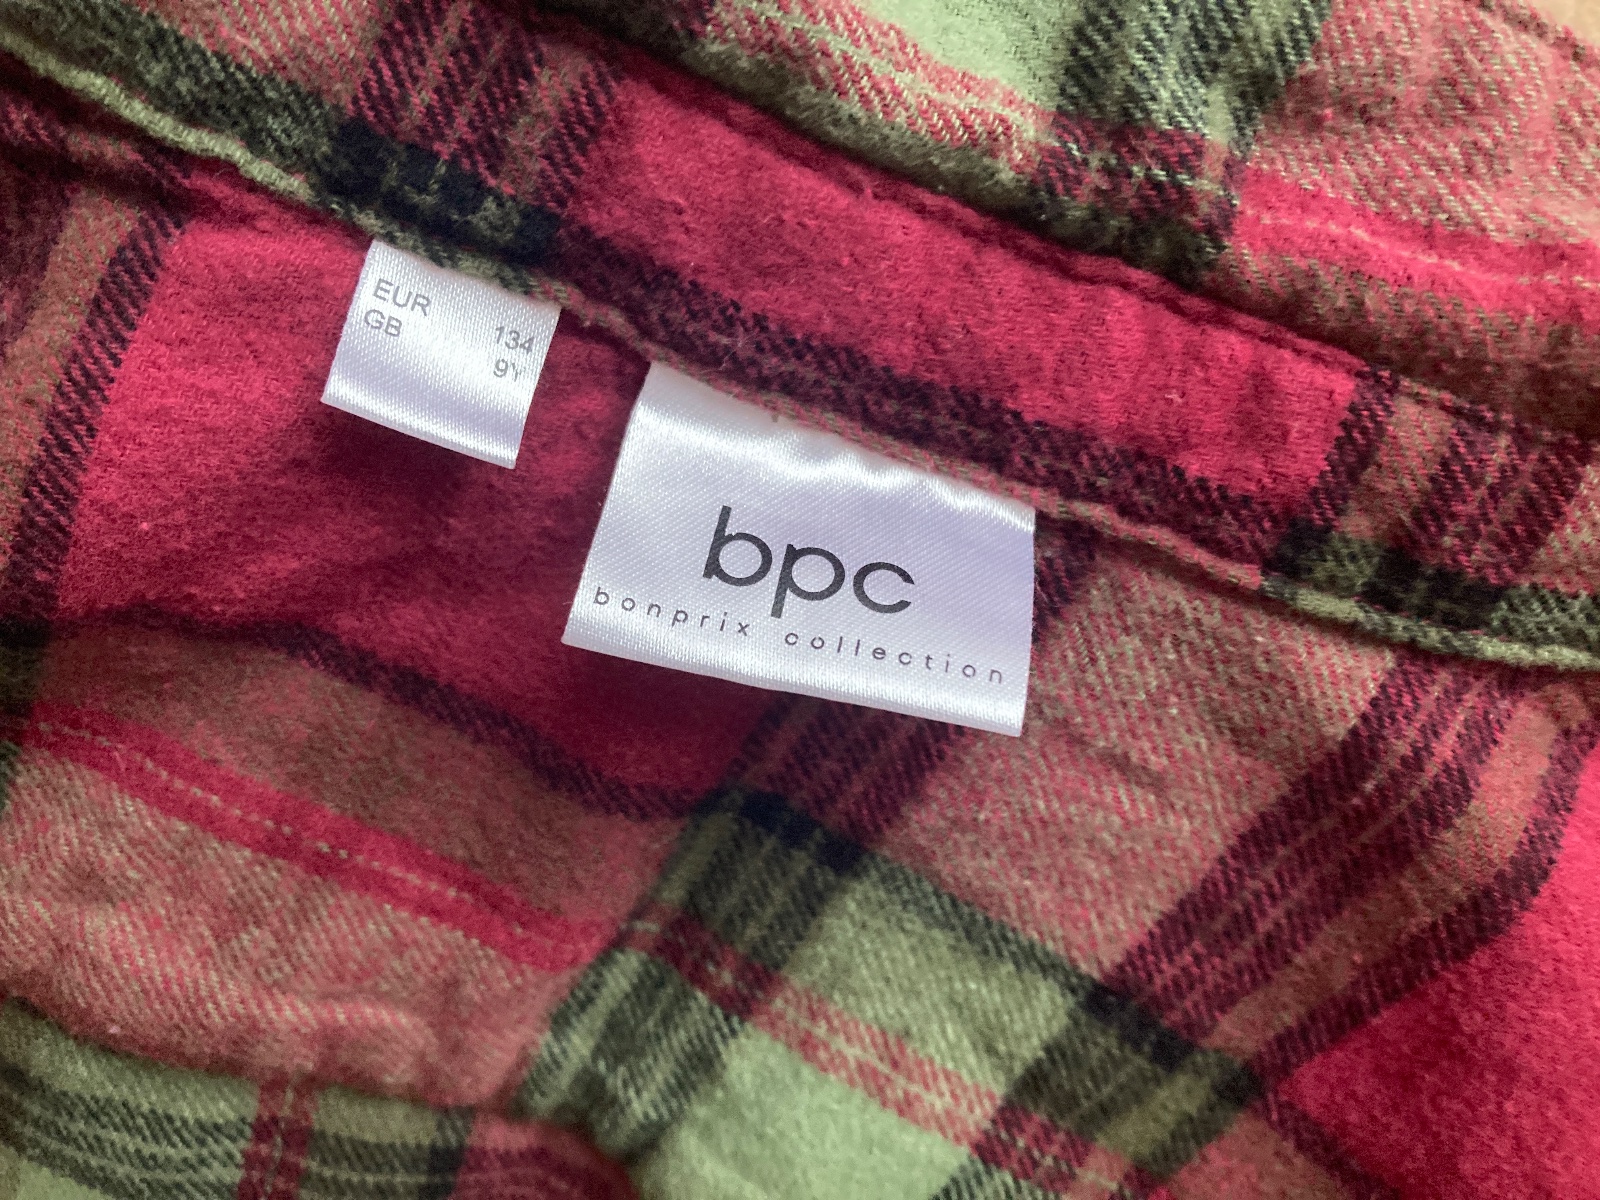 EUR 134
GB 9Y
bpc
bonprix collection